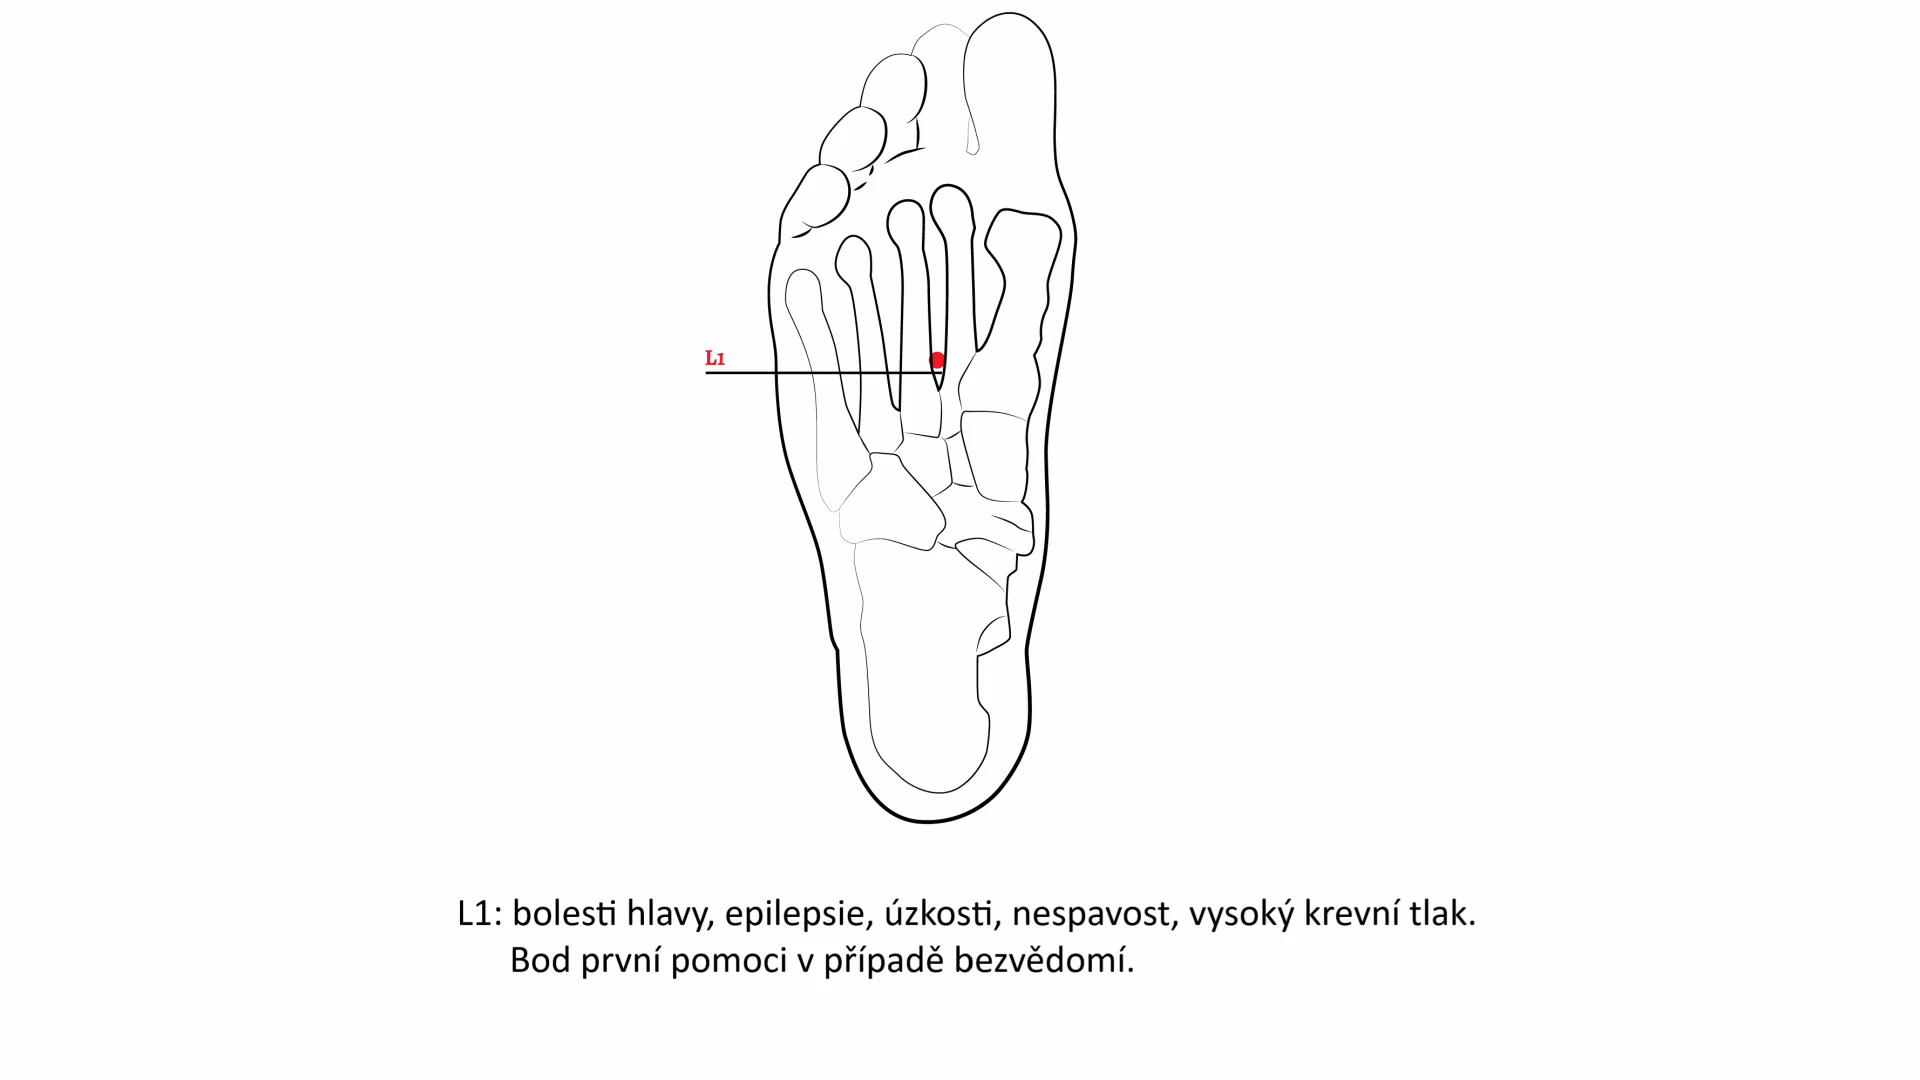 L1
L1: bolesti hlavy, epilepsie, úzkosti, nespavost, vysoký krevní tlak.
Bod první pomoci v případě bezvědomí.